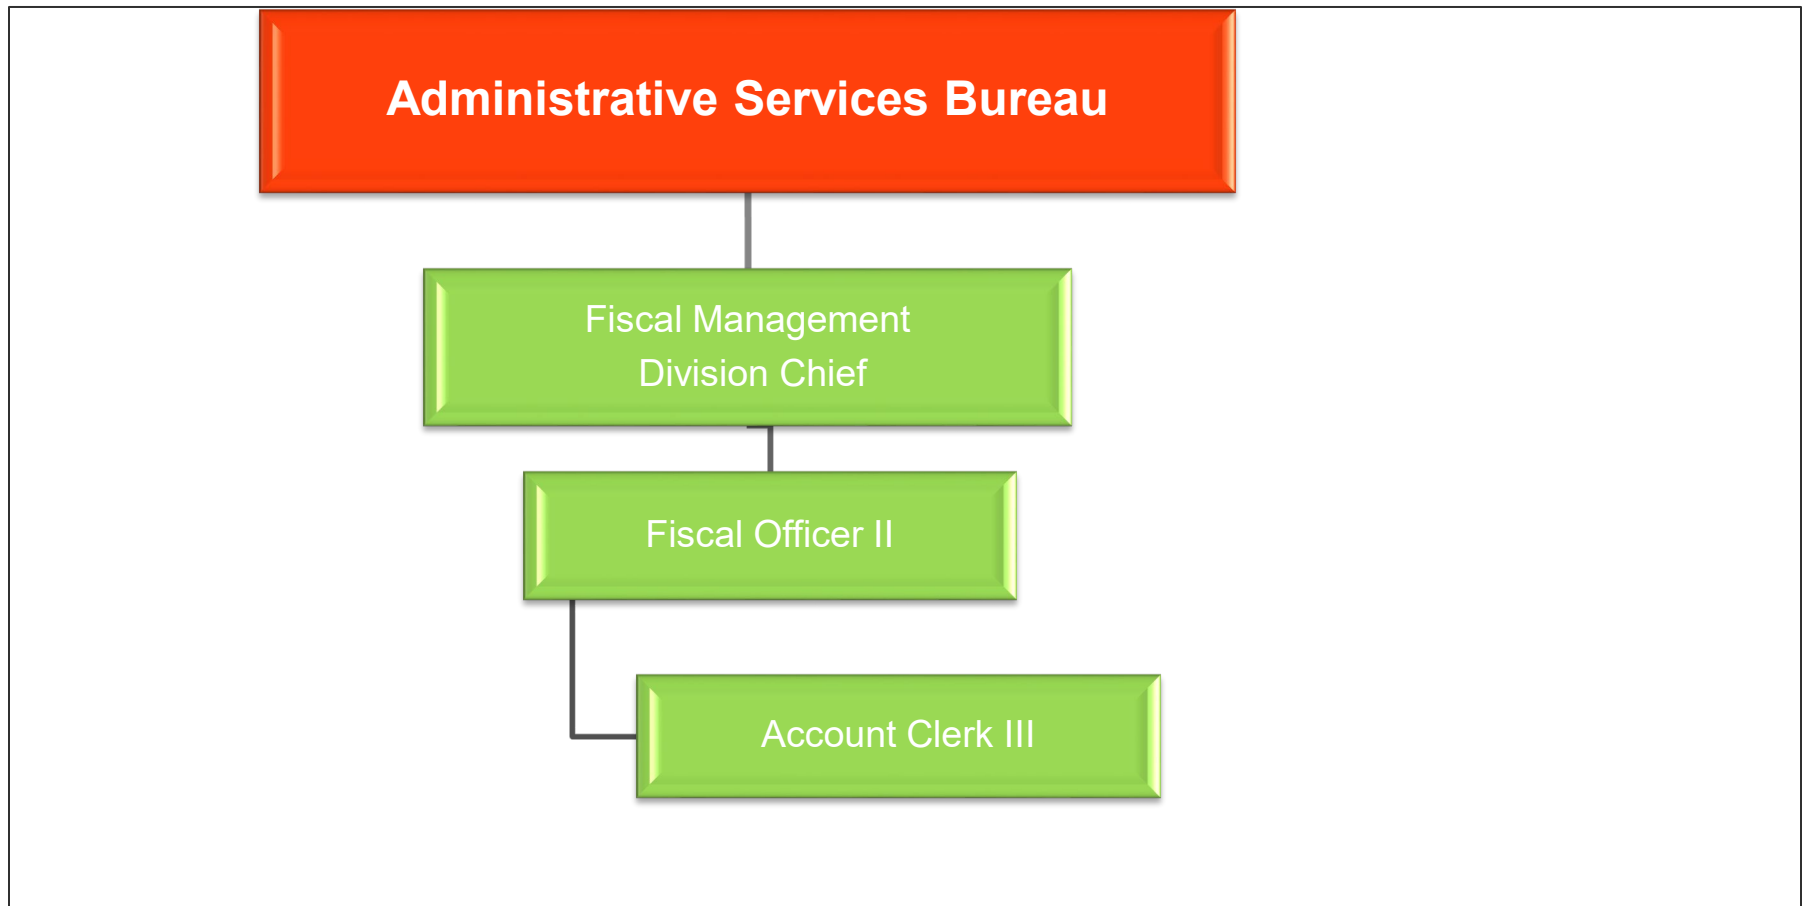 Administrative Services Bureau
Fiscal Management
Division Chief
Fiscal Officer II
Account Clerk III